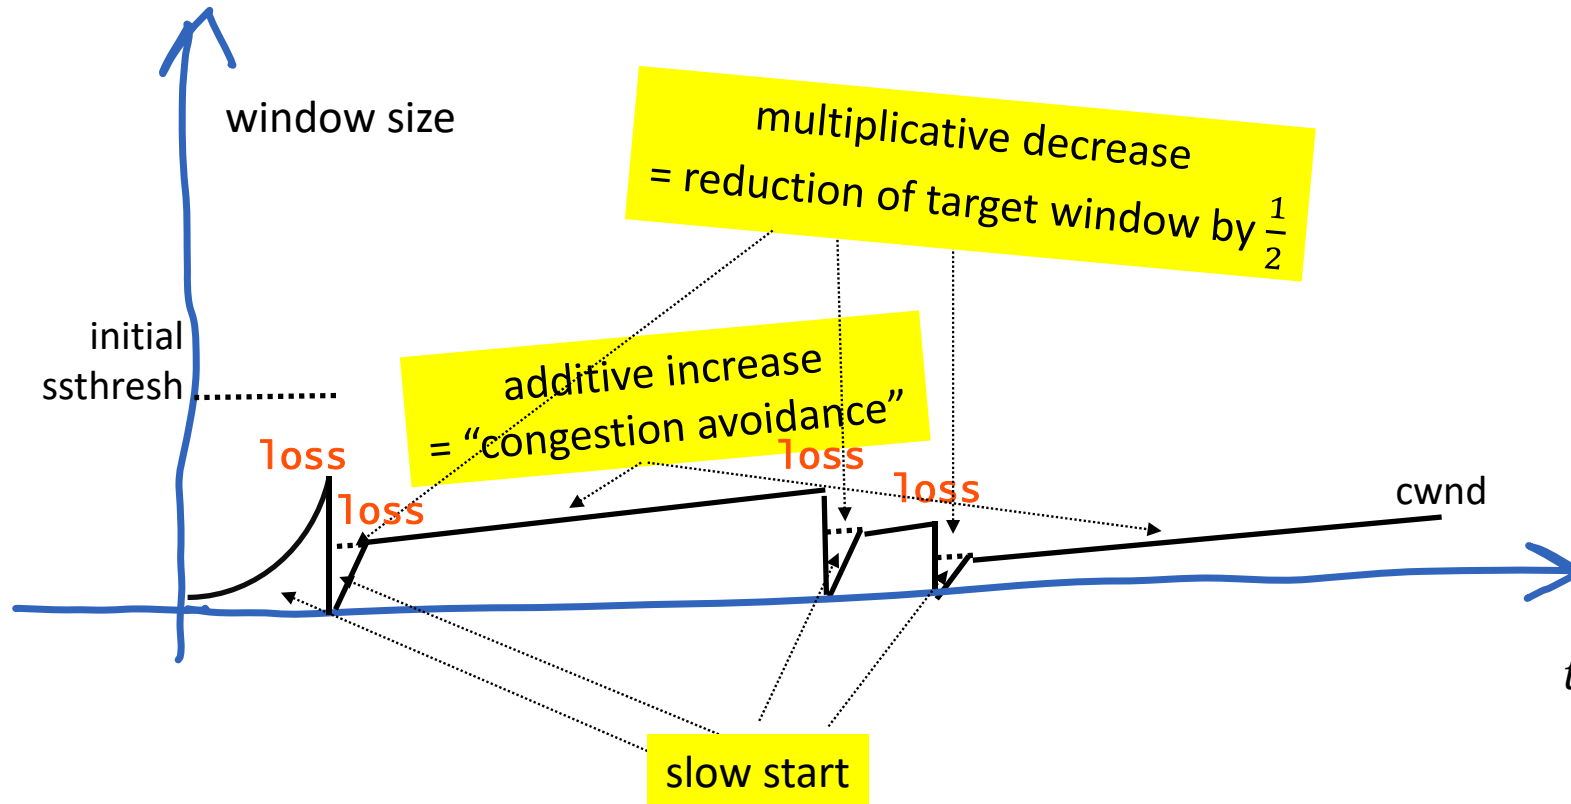 window size
multiplicative decrease
= reduction of target window by 1/2
initial
ssthresh
additive increase
= “congestion avoidance”
loss
loss
loss
loss
cwnd
t
slow start